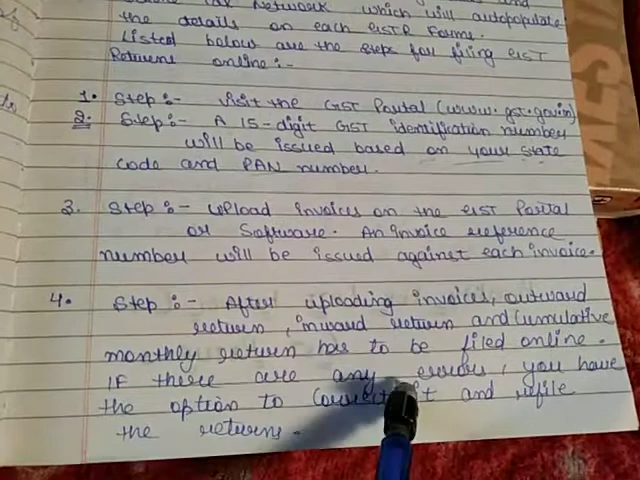 Network which will autopopulate
the details on each GSTR Forms.
Listed below are the steps for filing GST
Returns online:-
1. Step:- Visit the GST Portal (www.gst.gov.in)
2. Step:- A 15-digit GST identification number
will be issued based on your state
code and PAN number.
3. Step:- Upload invoices on the GST Portal
or Software. An invoice reference
number will be issued against each invoice.
4. Step:- After uploading invoices, outward
return, inward return and cumulative
monthly return has to be filed online.
If there are any errors, you have
the option to correct it and refile
the returns.